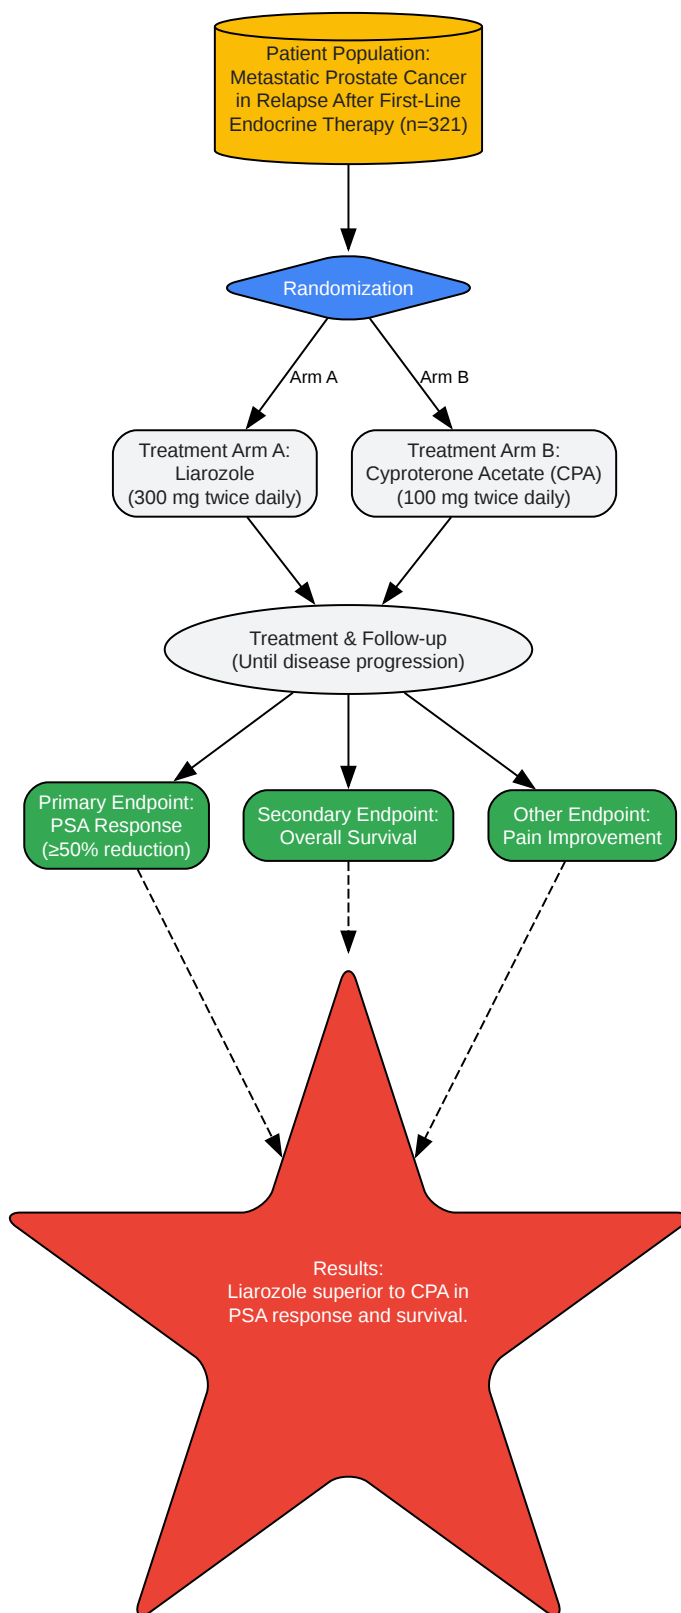 Patient Population:
Metastatic Prostate Cancer
in Relapse After First-Line
Endocrine Therapy (n=321)
Randomization
Arm A
Arm B
Treatment Arm A:
Liarozole
(300 mg twice daily)
Treatment Arm B:
Cyproterone Acetate (CPA)
(100 mg twice daily)
Treatment & Follow-up
(Until disease progression)
Primary Endpoint:
PSA Response
(≥50% reduction)
Secondary Endpoint:
Overall Survival
Other Endpoint:
Pain Improvement
Results:
Liarozole superior to CPA in
PSA response and survival.